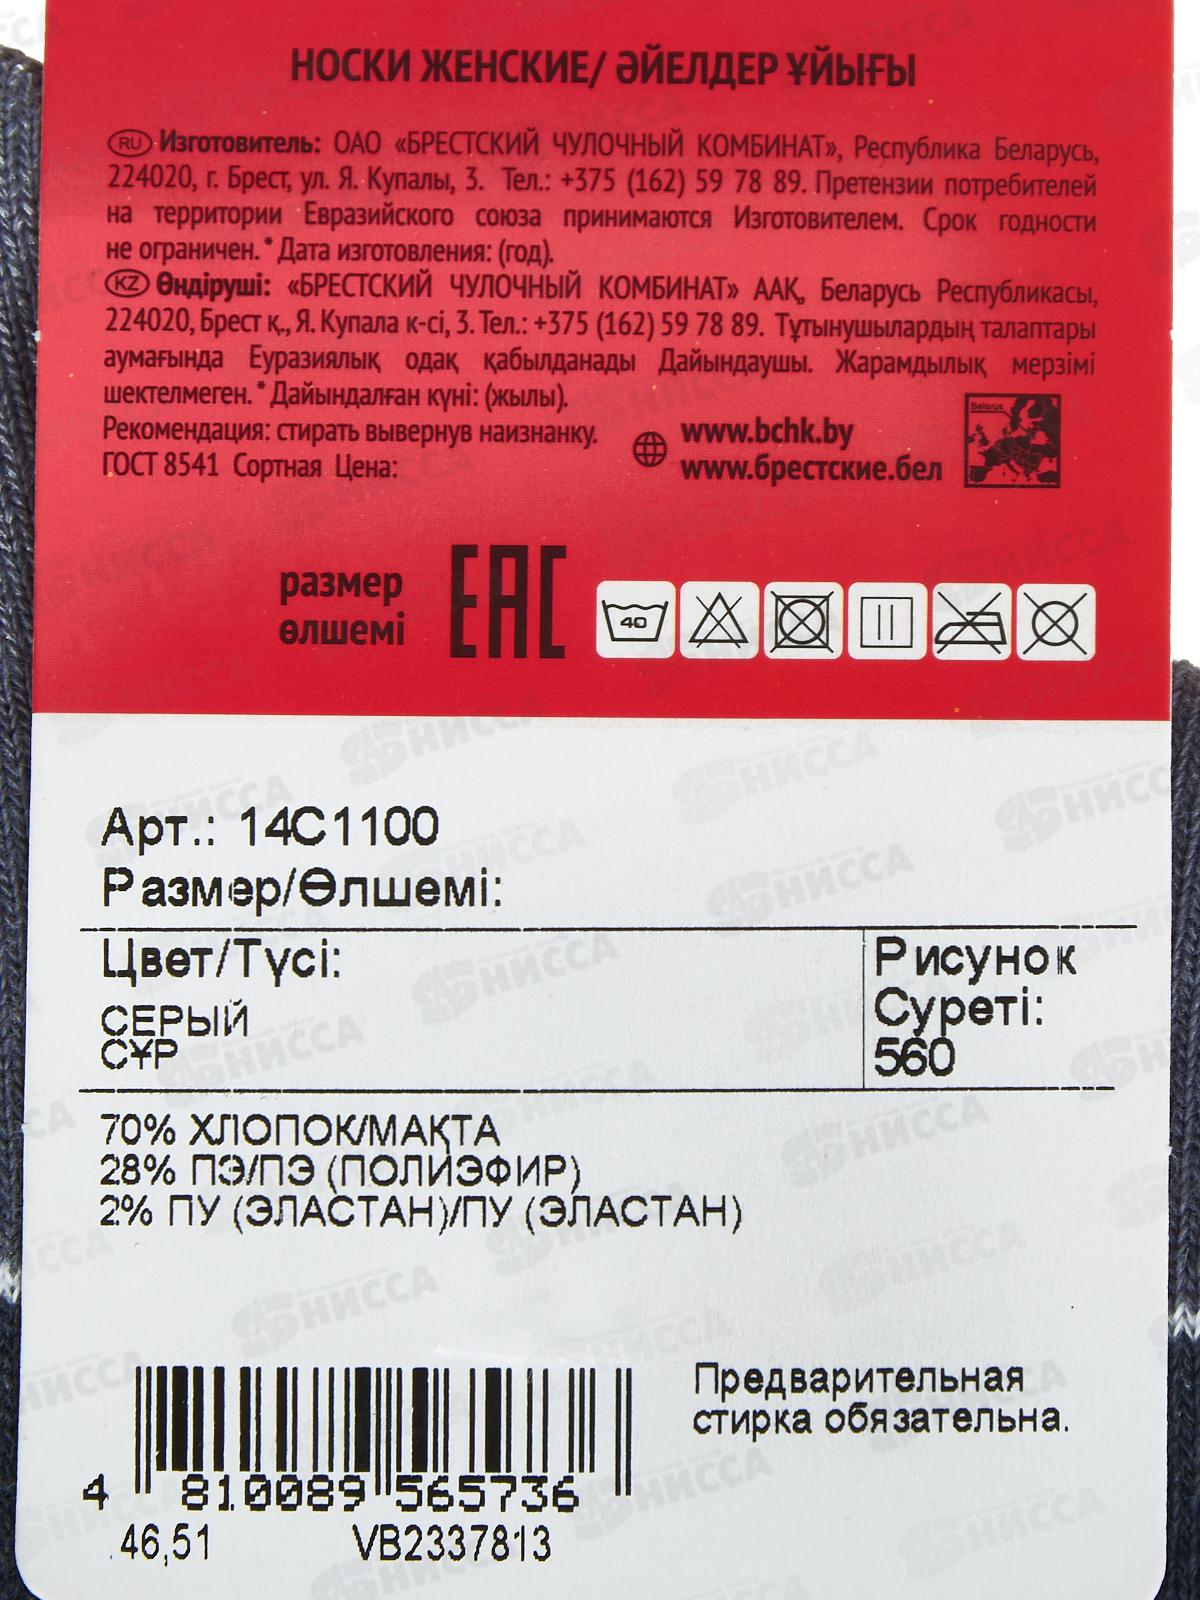 НОСКИ ЖЕНСКИЕ/ ӘЙЕЛДЕР ҰЙЫҒЫ
RU Изготовитель: ОАО «БРЕСТСКИЙ ЧУЛОЧНЫЙ КОМБИНАТ», Республика Беларусь,
224020, г. Брест, ул. Я. Купалы, 3. Тел.: +375 (162) 59 78 89. Претензии потребителей
на территории Евразийского союза принимаются Изготовителем. Срок годности
не ограничен.* Дата изготовления: (год).
KZ Өндіруші: «БРЕСТСКИЙ ЧУЛОЧНЫЙ КОМБИНАТ» ААҚ, Беларусь Республикасы,
224020, Брест қ., Я. Купала к-сі, 3. Тел.: +375 (162) 59 78 89. Тұтынушылардың талаптары
аумағында Еуразиялық одақ қабылданады Дайындаушы. Жарамдылық мерзімі
шектелмеген.* Дайындалған күні: (жылы).
Рекомендация: стирать вывернув наизнанку.
ГОСТ 8541 Сортная Цена:
www.bchk.by
www.брестские.бел
Belarus
размер
өлшемі
EAC
40
Арт.: 14С1100
Размер/Өлшемі:
Цвет/Түсі:
СЕРЫЙ
СҰР
Рисунок
Суреті:
560
70% ХЛОПОК/МАҚТА
28% ПЭ/ПЭ (ПОЛИЭФИР)
2% ПУ (ЭЛАСТАН)/ПУ (ЭЛАСТАН)
Предварительная
стирка обязательна.
4 810089 565736
46,51 VB2337813
НИССА